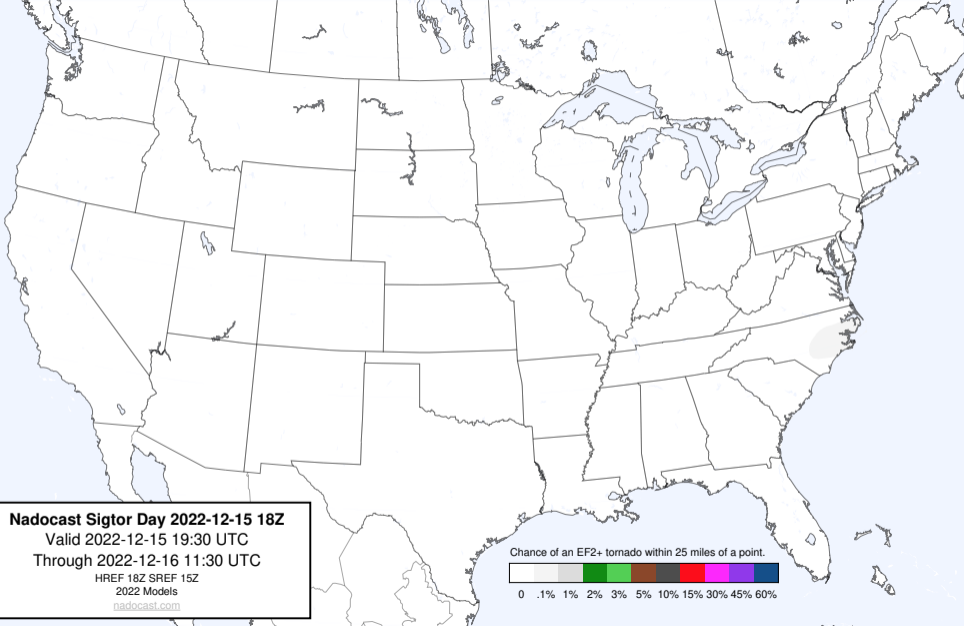 Nadocast Sigtor Day 2022-12-15 18Z
Valid 2022-12-15 19:30 UTC
Through 2022-12-16 11:30 UTC
HREF 18Z SREF 15Z
2022 Models
nadocast.com
Chance of an EF2+ tornado within 25 miles of a point.
0 .1% 1% 2% 3% 5% 10% 15% 30% 45% 60%